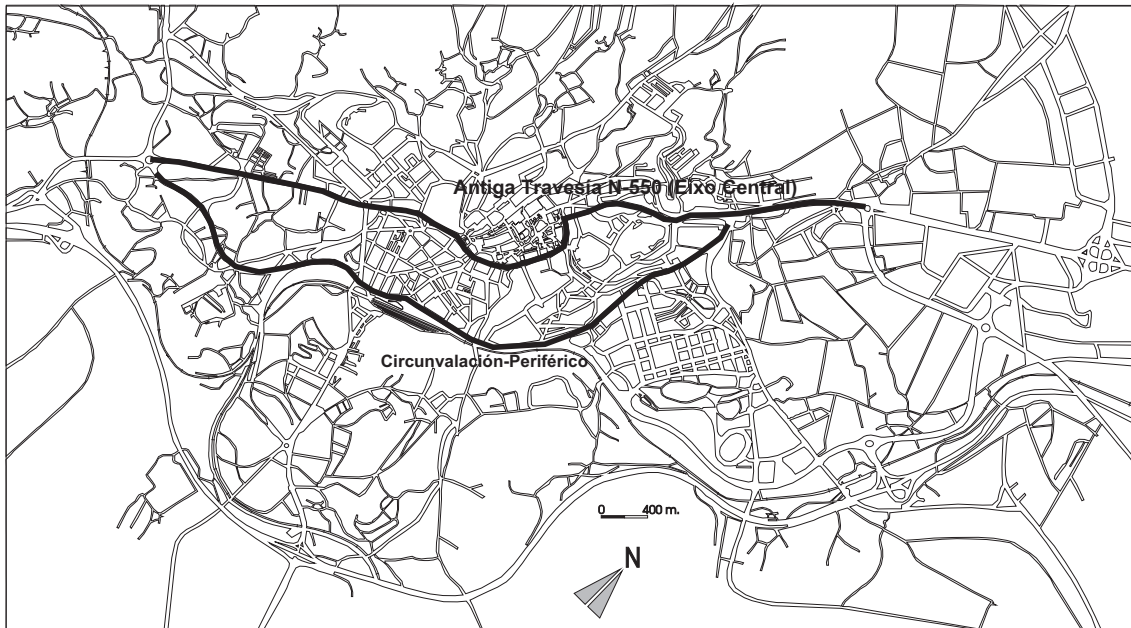 Antiga Travesía N-550 (Eixo Central)
Circunvalación-Periférico
0 400 m.
N